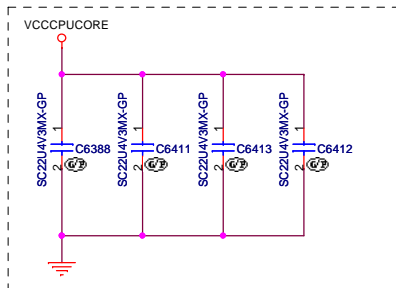 VCCCPUCORE
SC22U4V3MX-GP
1
2
C6388
G/P
SC22U4V3MX-GP
1
2
C6411
G/P
SC22U4V3MX-GP
1
2
C6413
G/P
SC22U4V3MX-GP
1
2
C6412
G/P